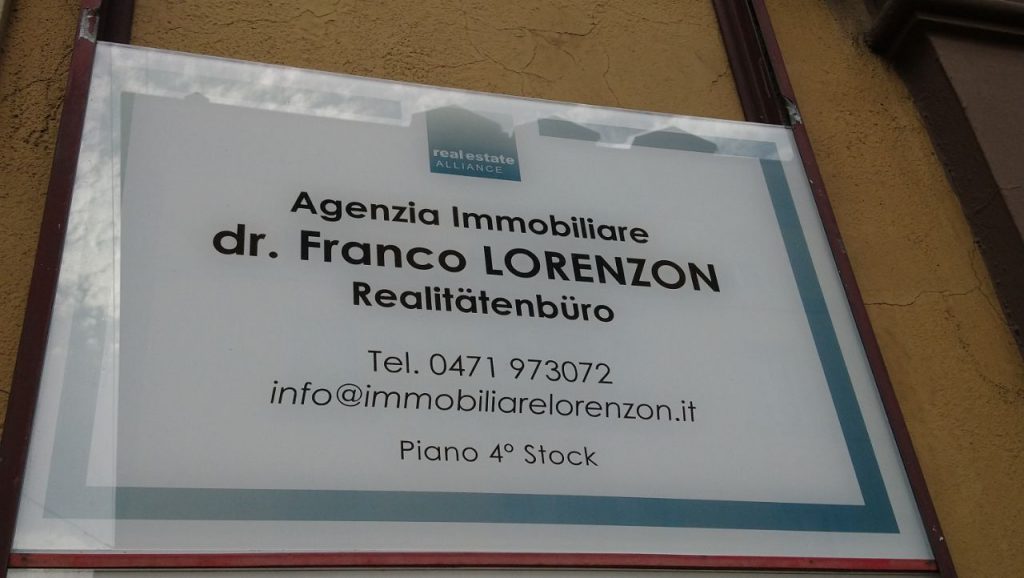 real estate
ALLIANCE
Agenzia Immobiliare
dr. Franco LORENZON
Realitätenbüro
Tel. 0471 973072
info@immobiliarelorenzon.it
Piano 4° Stock